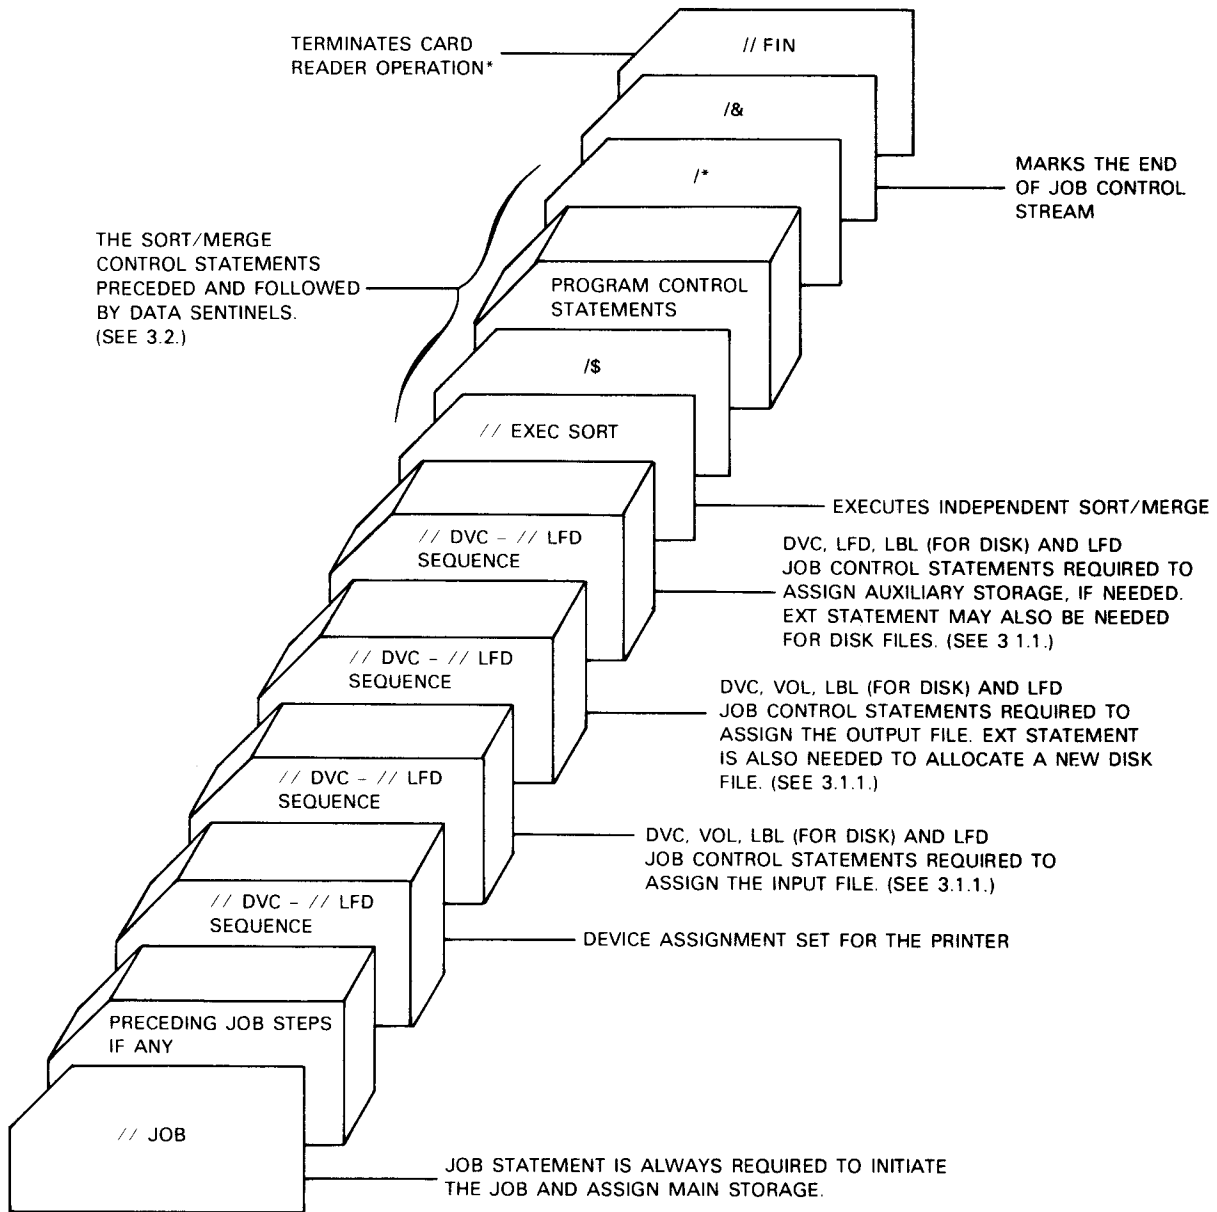 TERMINATES CARD
READER OPERATION*
// FIN
/&
/*
MARKS THE END
OF JOB CONTROL
STREAM
THE SORT/MERGE
CONTROL STATEMENTS
PRECEDED AND FOLLOWED
BY DATA SENTINELS.
(SEE 3.2.)
PROGRAM CONTROL
STATEMENTS
/$
// EXEC SORT
EXECUTES INDEPENDENT SORT/MERGE
// DVC – // LFD
SEQUENCE
DVC, LFD, LBL (FOR DISK) AND LFD
JOB CONTROL STATEMENTS REQUIRED TO
ASSIGN AUXILIARY STORAGE, IF NEEDED.
EXT STATEMENT MAY ALSO BE NEEDED
FOR DISK FILES. (SEE 3 1.1.)
// DVC – // LFD
SEQUENCE
DVC, VOL, LBL (FOR DISK) AND LFD
JOB CONTROL STATEMENTS REQUIRED TO
ASSIGN THE OUTPUT FILE. EXT STATEMENT
IS ALSO NEEDED TO ALLOCATE A NEW DISK
FILE. (SEE 3.1.1.)
// DVC – // LFD
SEQUENCE
DVC, VOL, LBL (FOR DISK) AND LFD
JOB CONTROL STATEMENTS REQUIRED TO
ASSIGN THE INPUT FILE. (SEE 3.1.1.)
// DVC – // LFD
SEQUENCE
DEVICE ASSIGNMENT SET FOR THE PRINTER
PRECEDING JOB STEPS
IF ANY
// JOB
JOB STATEMENT IS ALWAYS REQUIRED TO INITIATE
THE JOB AND ASSIGN MAIN STORAGE.